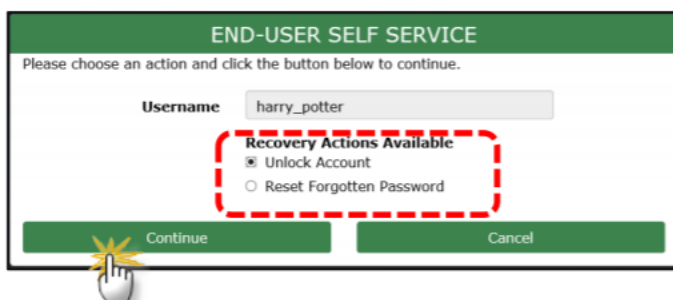 END-USER SELF SERVICE
Please choose an action and click the button below to continue.
Username harry_potter
Recovery Actions Available
Unlock Account
Reset Forgotten Password
Continue Cancel